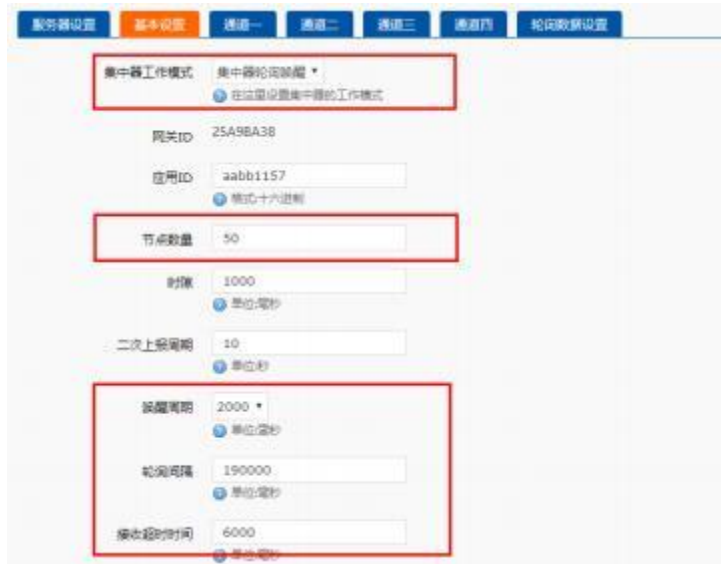 服务器设置 基本设置 通道一 通道二 通道三 通道四 轮询数据设置
集中器工作模式 集中器轮询唤醒
在这里设置集中器的工作模式
网关ID 25A9BA38
应用ID aabb1157
格式:十六进制
节点数量 50
时隙 1000
单位:毫秒
二次上报周期 10
单位:秒
唤醒周期 2000
单位:毫秒
轮询间隔 190000
单位:毫秒
接收超时时间 6000
单位:毫秒